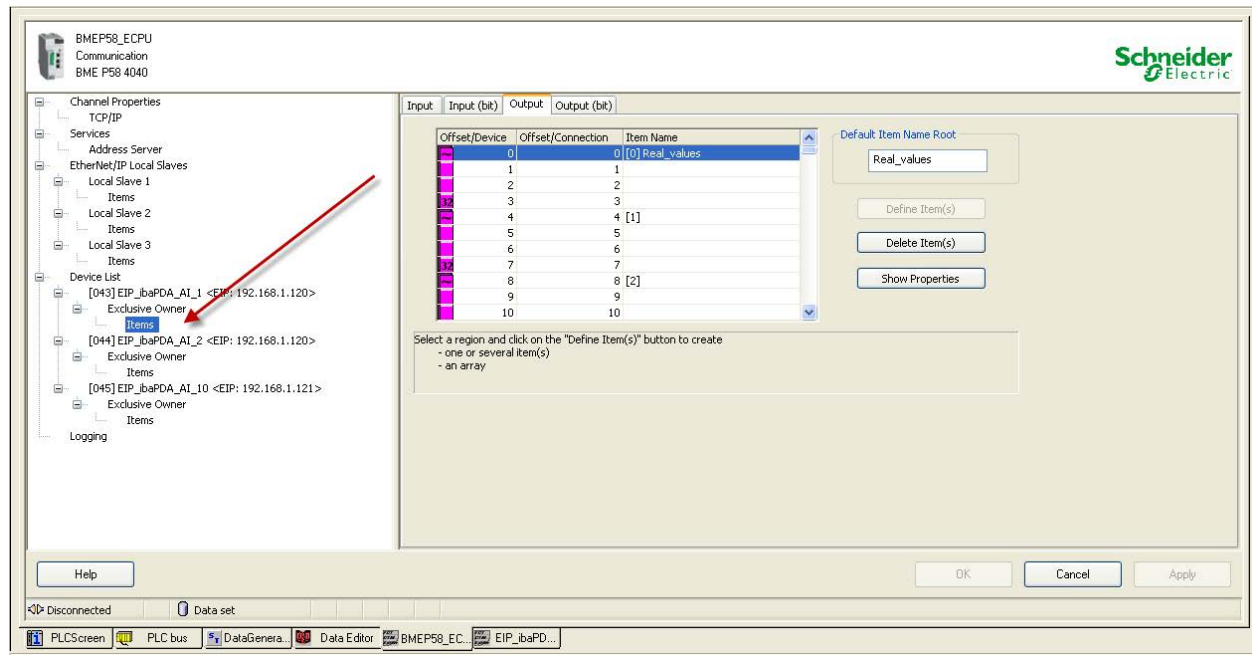 BMEP58_ECPU
Communication
BME P58 4040
Schneider
Electric
Channel Properties
TCP/IP
Services
Address Server
EtherNet/IP Local Slaves
Local Slave 1
Items
Local Slave 2
Items
Local Slave 3
Items
Device List
[043] EIP_ibaPDA_AI_1 <EIP: 192.168.1.120>
Exclusive Owner
Items
[044] EIP_ibaPDA_AI_2 <EIP: 192.168.1.120>
Exclusive Owner
Items
[045] EIP_ibaPDA_AI_10 <EIP: 192.168.1.121>
Exclusive Owner
Items
Logging
Input Input (bit) Output Output (bit)
Offset/Device Offset/Connection Item Name
0 0 [0] Real_values
1 1
2 2
32 3 3
4 4 [1]
5 5
6 6
32 7 7
8 8 [2]
9 9
10 10
Default Item Name Root
Real_values
Define Item(s)
Delete Item(s)
Show Properties
Select a region and click on the "Define Item(s)" button to create
- one or several item(s)
- an array
Help OK Cancel Apply
Disconnected Data set
PLCScreen PLC bus DataGenera... Data Editor BMEP58_EC... EIP_ibaPD...